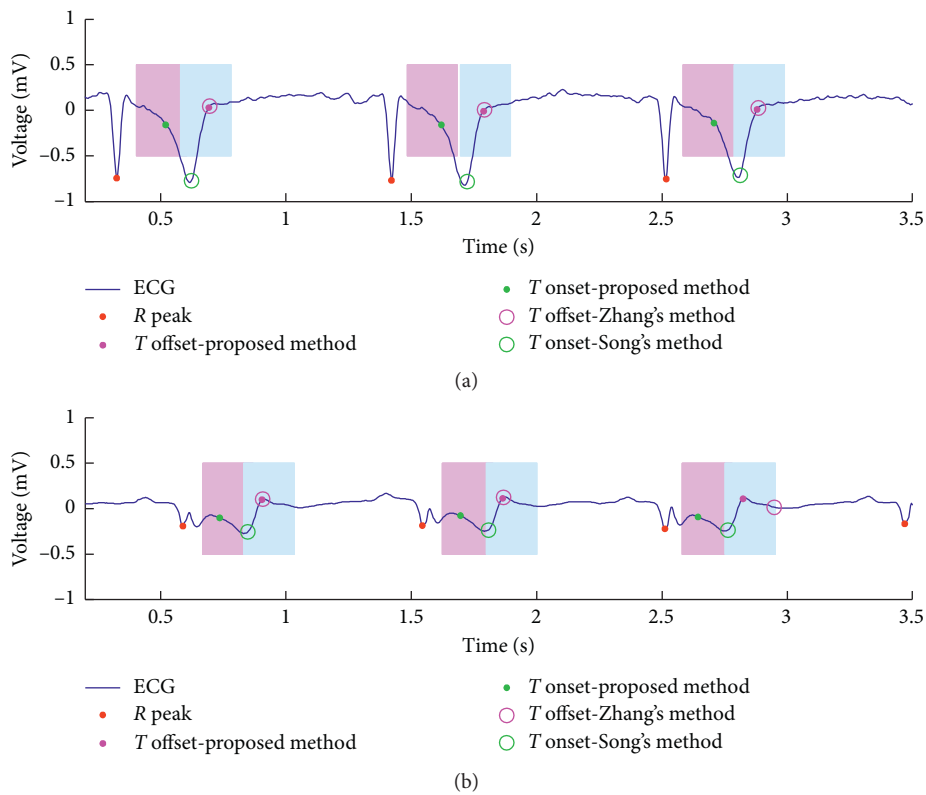 1
0.5
0
−0.5
−1
Voltage (mV)
0.5 1 1.5 2 2.5 3 3.5
Time (s)
ECG
R peak
T offset-proposed method
T onset-proposed method
T offset-Zhang's method
T onset-Song's method
(a)
1
0.5
0
−0.5
−1
Voltage (mV)
0.5 1 1.5 2 2.5 3 3.5
Time (s)
ECG
R peak
T offset-proposed method
T onset-proposed method
T offset-Zhang's method
T onset-Song's method
(b)